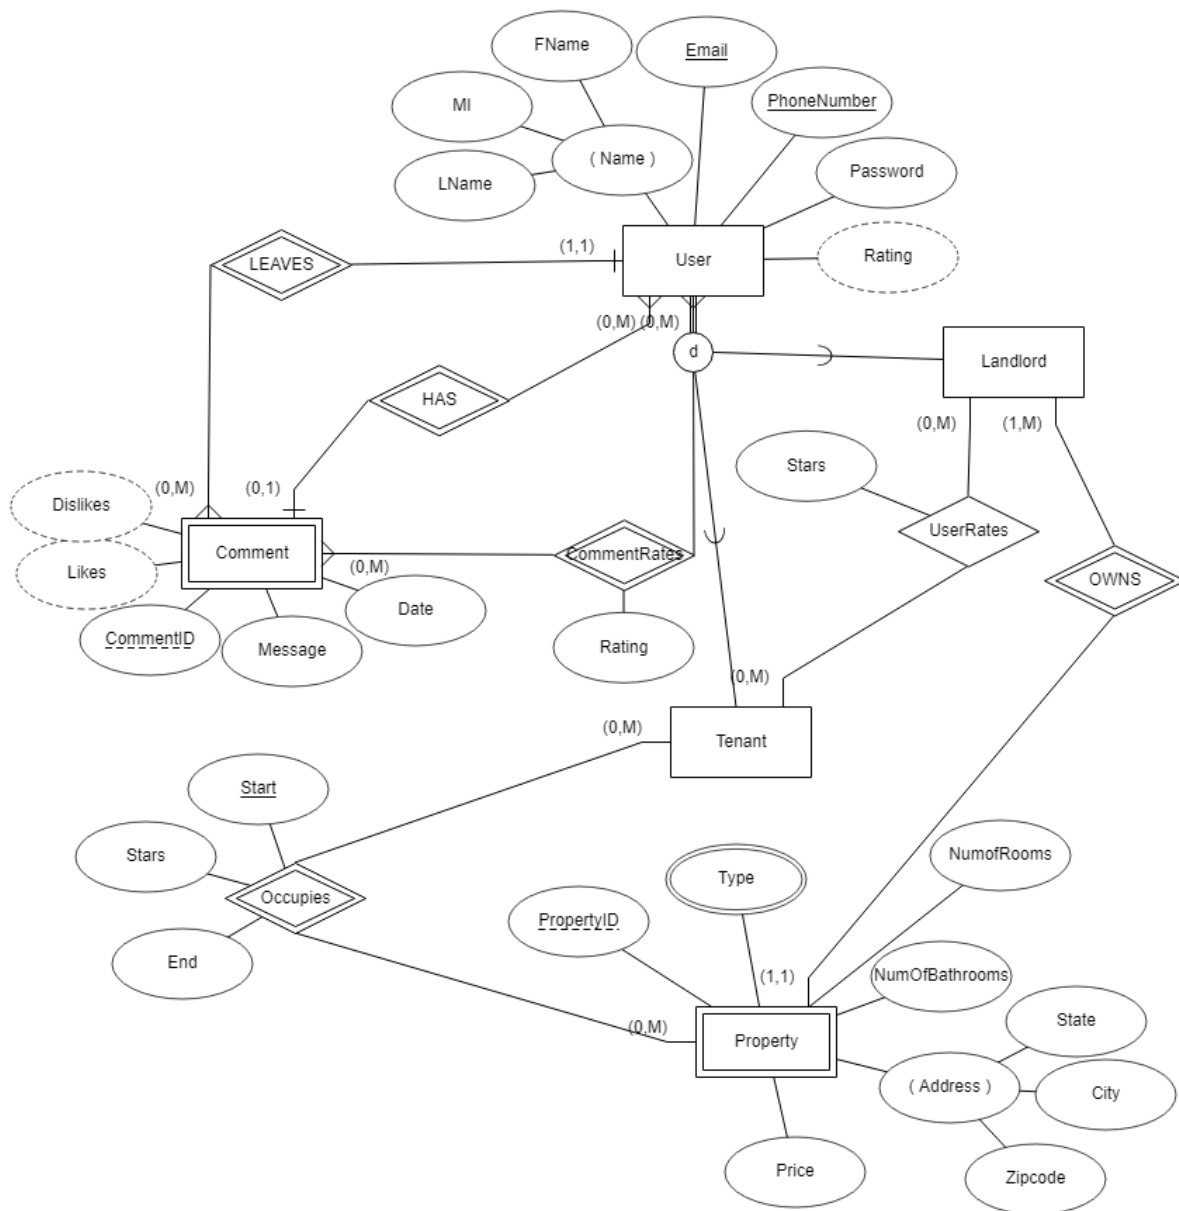 FName
Email
MI
PhoneNumber
( Name )
LName
Password
(1,1)
LEAVES
User
Rating
(0,M)
(0,M)
d
Landlord
HAS
(0,M)
(1,M)
Stars
(0,M)
(0,1)
Dislikes
UserRates
Comment
CommentRates
(0,M)
Likes
OWNS
Date
CommentID
Message
Rating
(0,M)
(0,M)
Tenant
Start
Stars
NumofRooms
Type
Occupies
PropertyID
End
(1,1)
NumOfBathrooms
State
(0,M)
Property
( Address )
City
Price
Zipcode